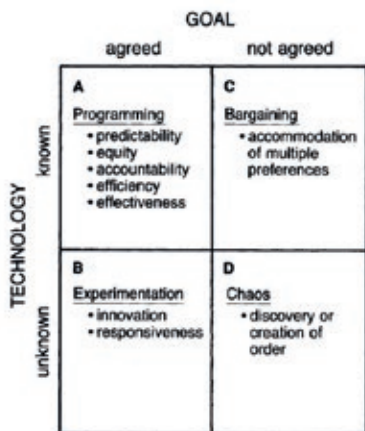 GOAL
agreed
not agreed
TECHNOLOGY
known
A
Programming
• predictability
• equity
• accountability
• efficiency
• effectiveness
C
Bargaining
• accommodation
of multiple
preferences
unknown
B
Experimentation
• innovation
• responsiveness
D
Chaos
• discovery or
creation of
order